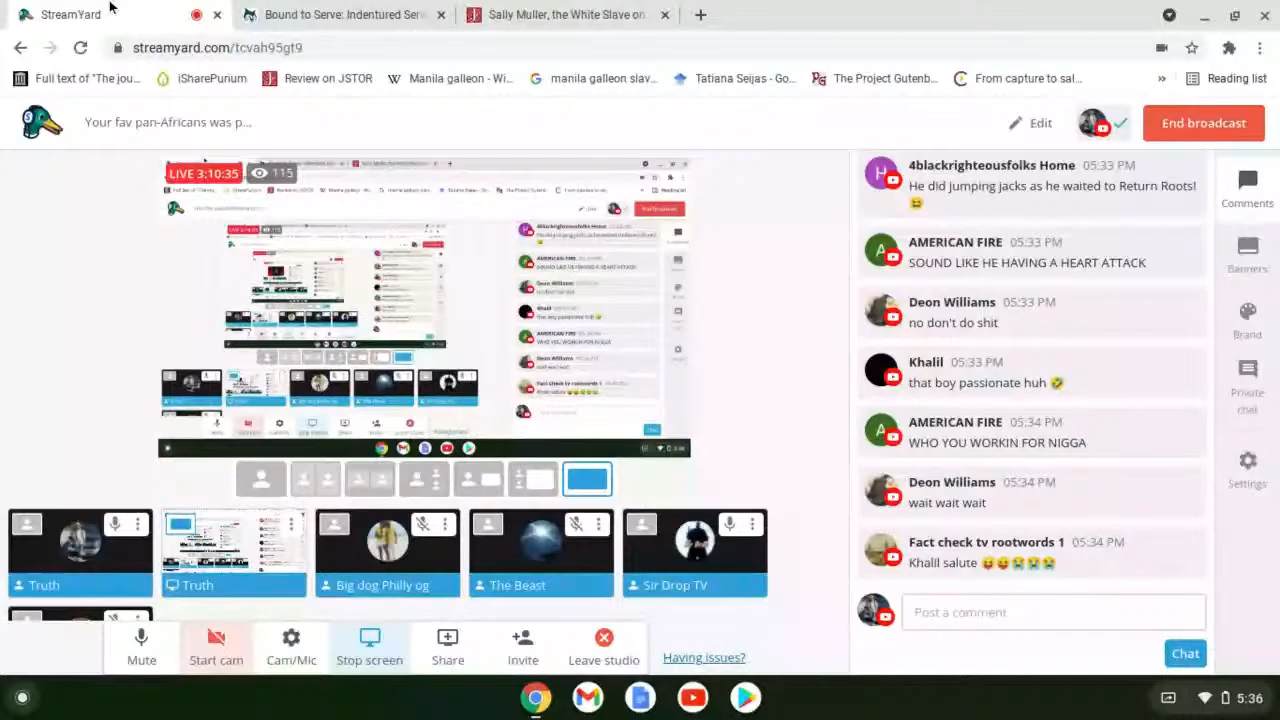 StreamYard
Bound to Serve: Indentured Serv
Sally Muller, the White Slave on
streamyard.com/tcvah95gt9
Full text of "The jou...
iSharePurium
Review on JSTOR
Manila galleon - Wi...
manila galleon slav...
Tatiana Seijas - Go...
The Project Gutenb...
From capture to sal...
»
Reading list
Your fav pan-Africans was p...
Edit
End broadcast
LIVE 3:10:35
115
4blackrighteousfolks Home 05:33 PM
he did jumping jacks as he waited to Return Roots!
AMERICAN FIRE 05:33 PM
SOUND LIKE HE HAVING A HEART ATTACK
Deon Williams 05:33 PM
no don't do shit
Khalil 05:33 PM
that boy passionate huh 🤣
AMERICAN FIRE 05:34 PM
WHO YOU WORKIN FOR NIGGA
Deon Williams 05:34 PM
wait wait wait
Fact checer tv rootwords 1 05:34 PM
Khalil salute
Post a comment
Chat
Comments
Banners
Brand
Private
chat
Settings
Truth
Truth
Big dog Philly og
The Beast
Sir Drop TV
Mute
Start cam
Cam/Mic
Stop screen
Share
Invite
Leave studio
Having issues?
5:36